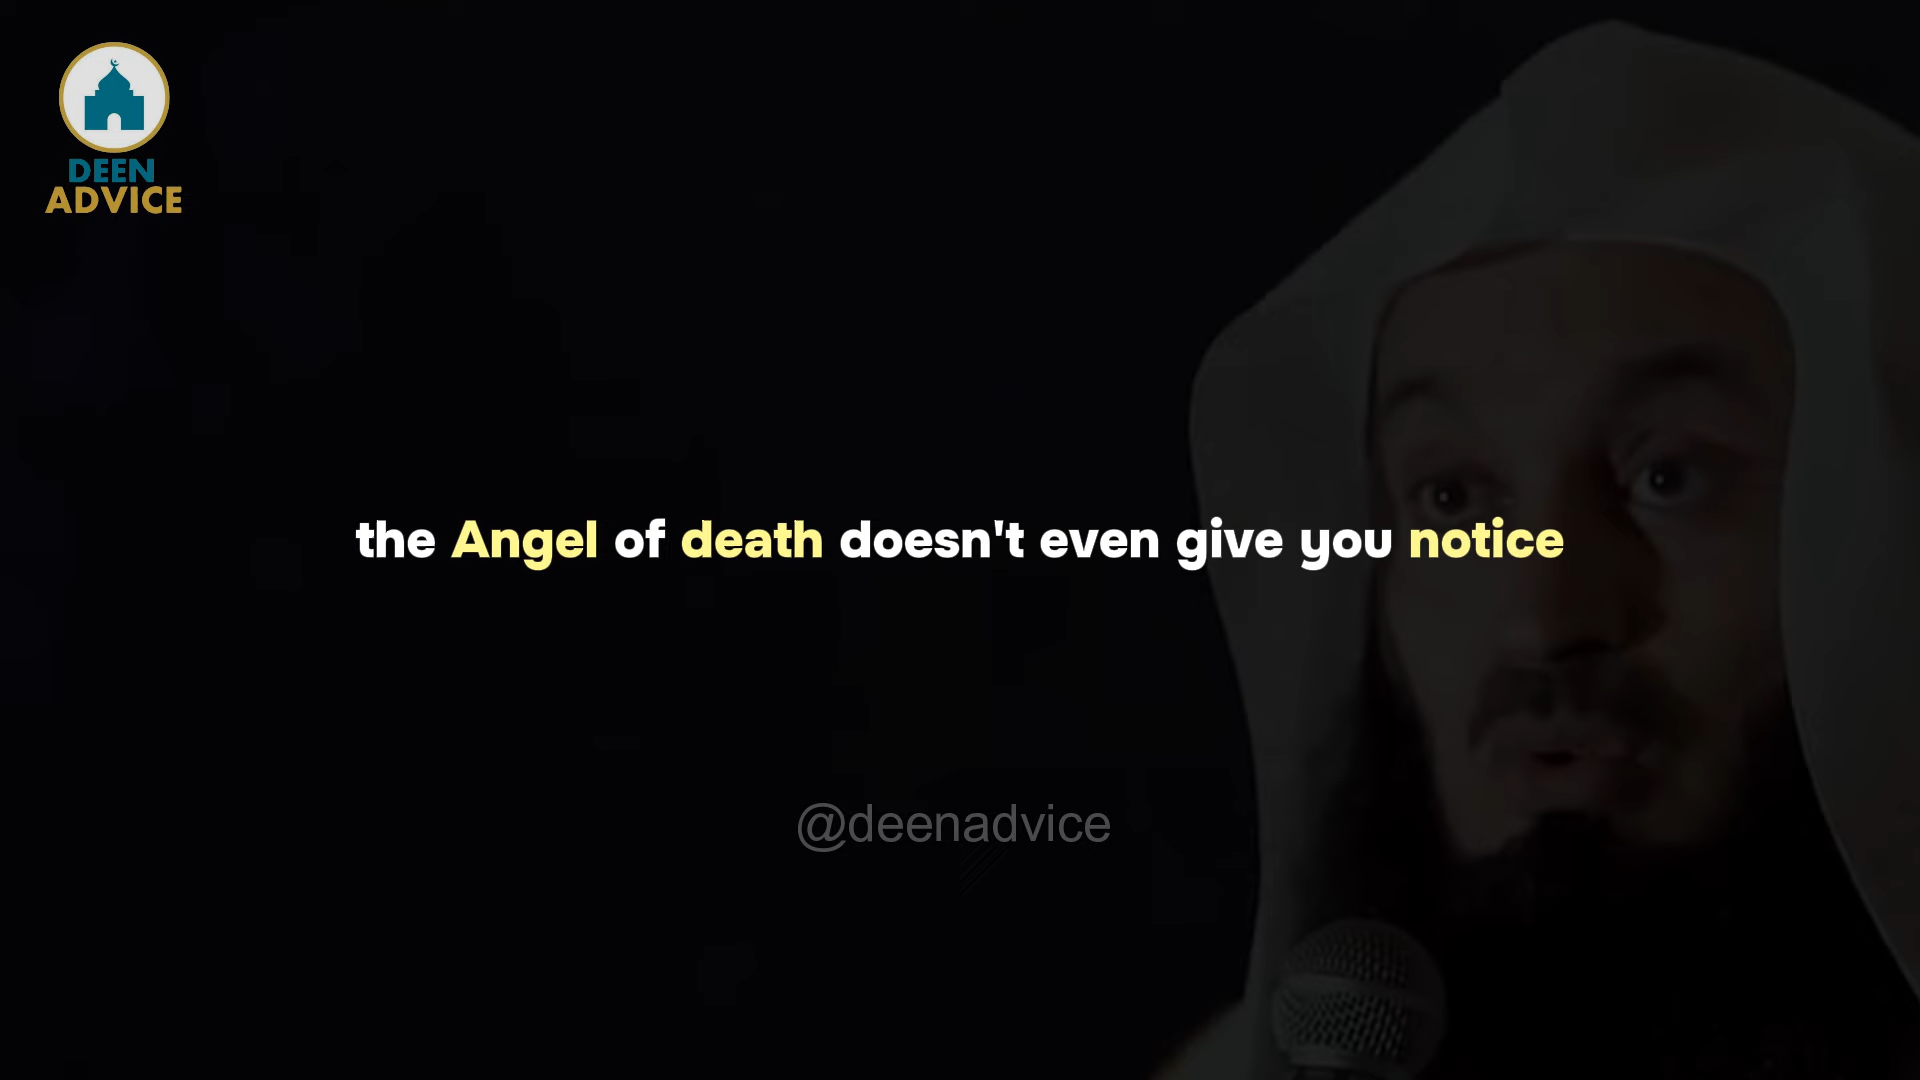 DEEN
ADVICE
the Angel of death doesn't even give you notice
@deenadvice